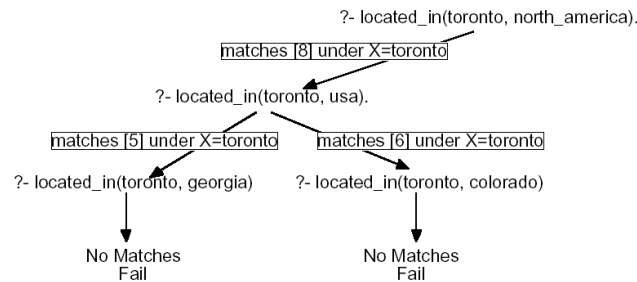 ?- located_in(toronto, north_america).
matches [8] under X=toronto
?- located_in(toronto, usa).
matches [5] under X=toronto
matches [6] under X=toronto
?- located_in(toronto, georgia)
?- located_in(toronto, colorado)
No Matches
Fail
No Matches
Fail